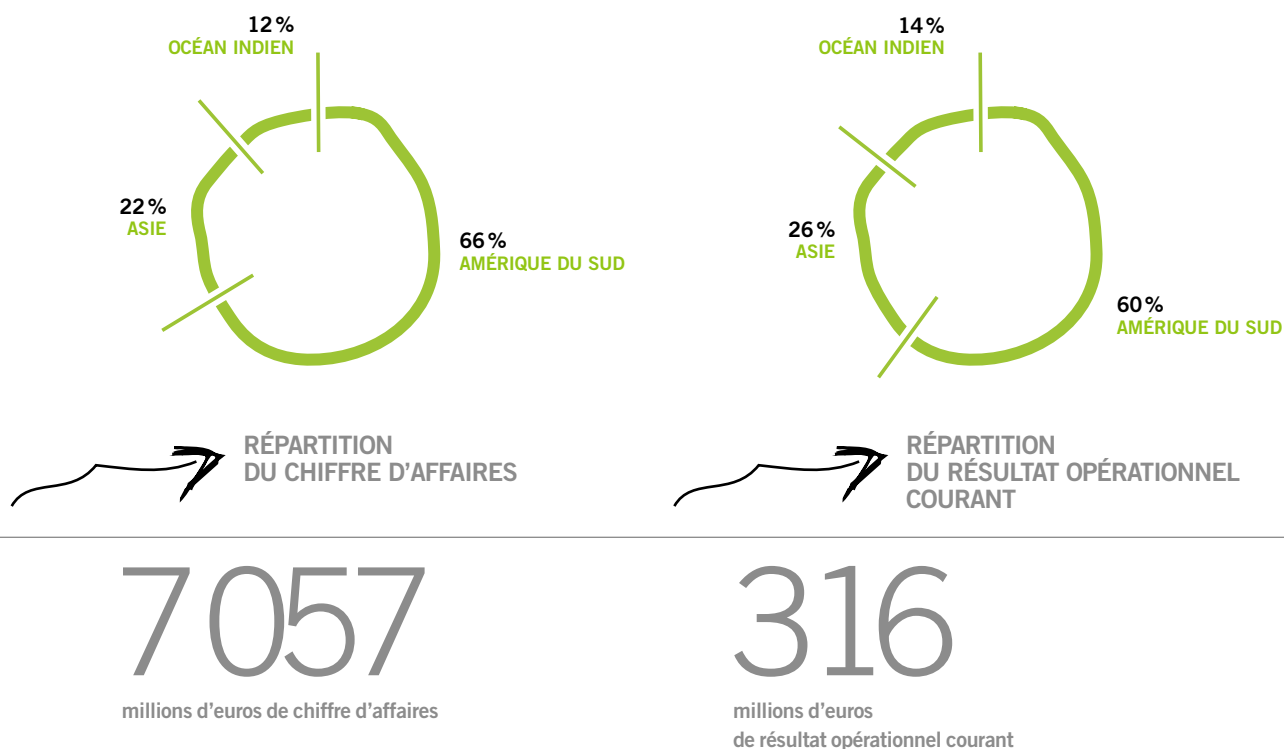 12 %
OCÉAN INDIEN
22 %
ASIE
66 %
AMÉRIQUE DU SUD
RÉPARTITION
DU CHIFFRE D’AFFAIRES
14 %
OCÉAN INDIEN
26 %
ASIE
60 %
AMÉRIQUE DU SUD
RÉPARTITION
DU RÉSULTAT OPÉRATIONNEL
COURANT
7 057
millions d’euros de chiffre d’affaires
316
millions d’euros
de résultat opérationnel courant